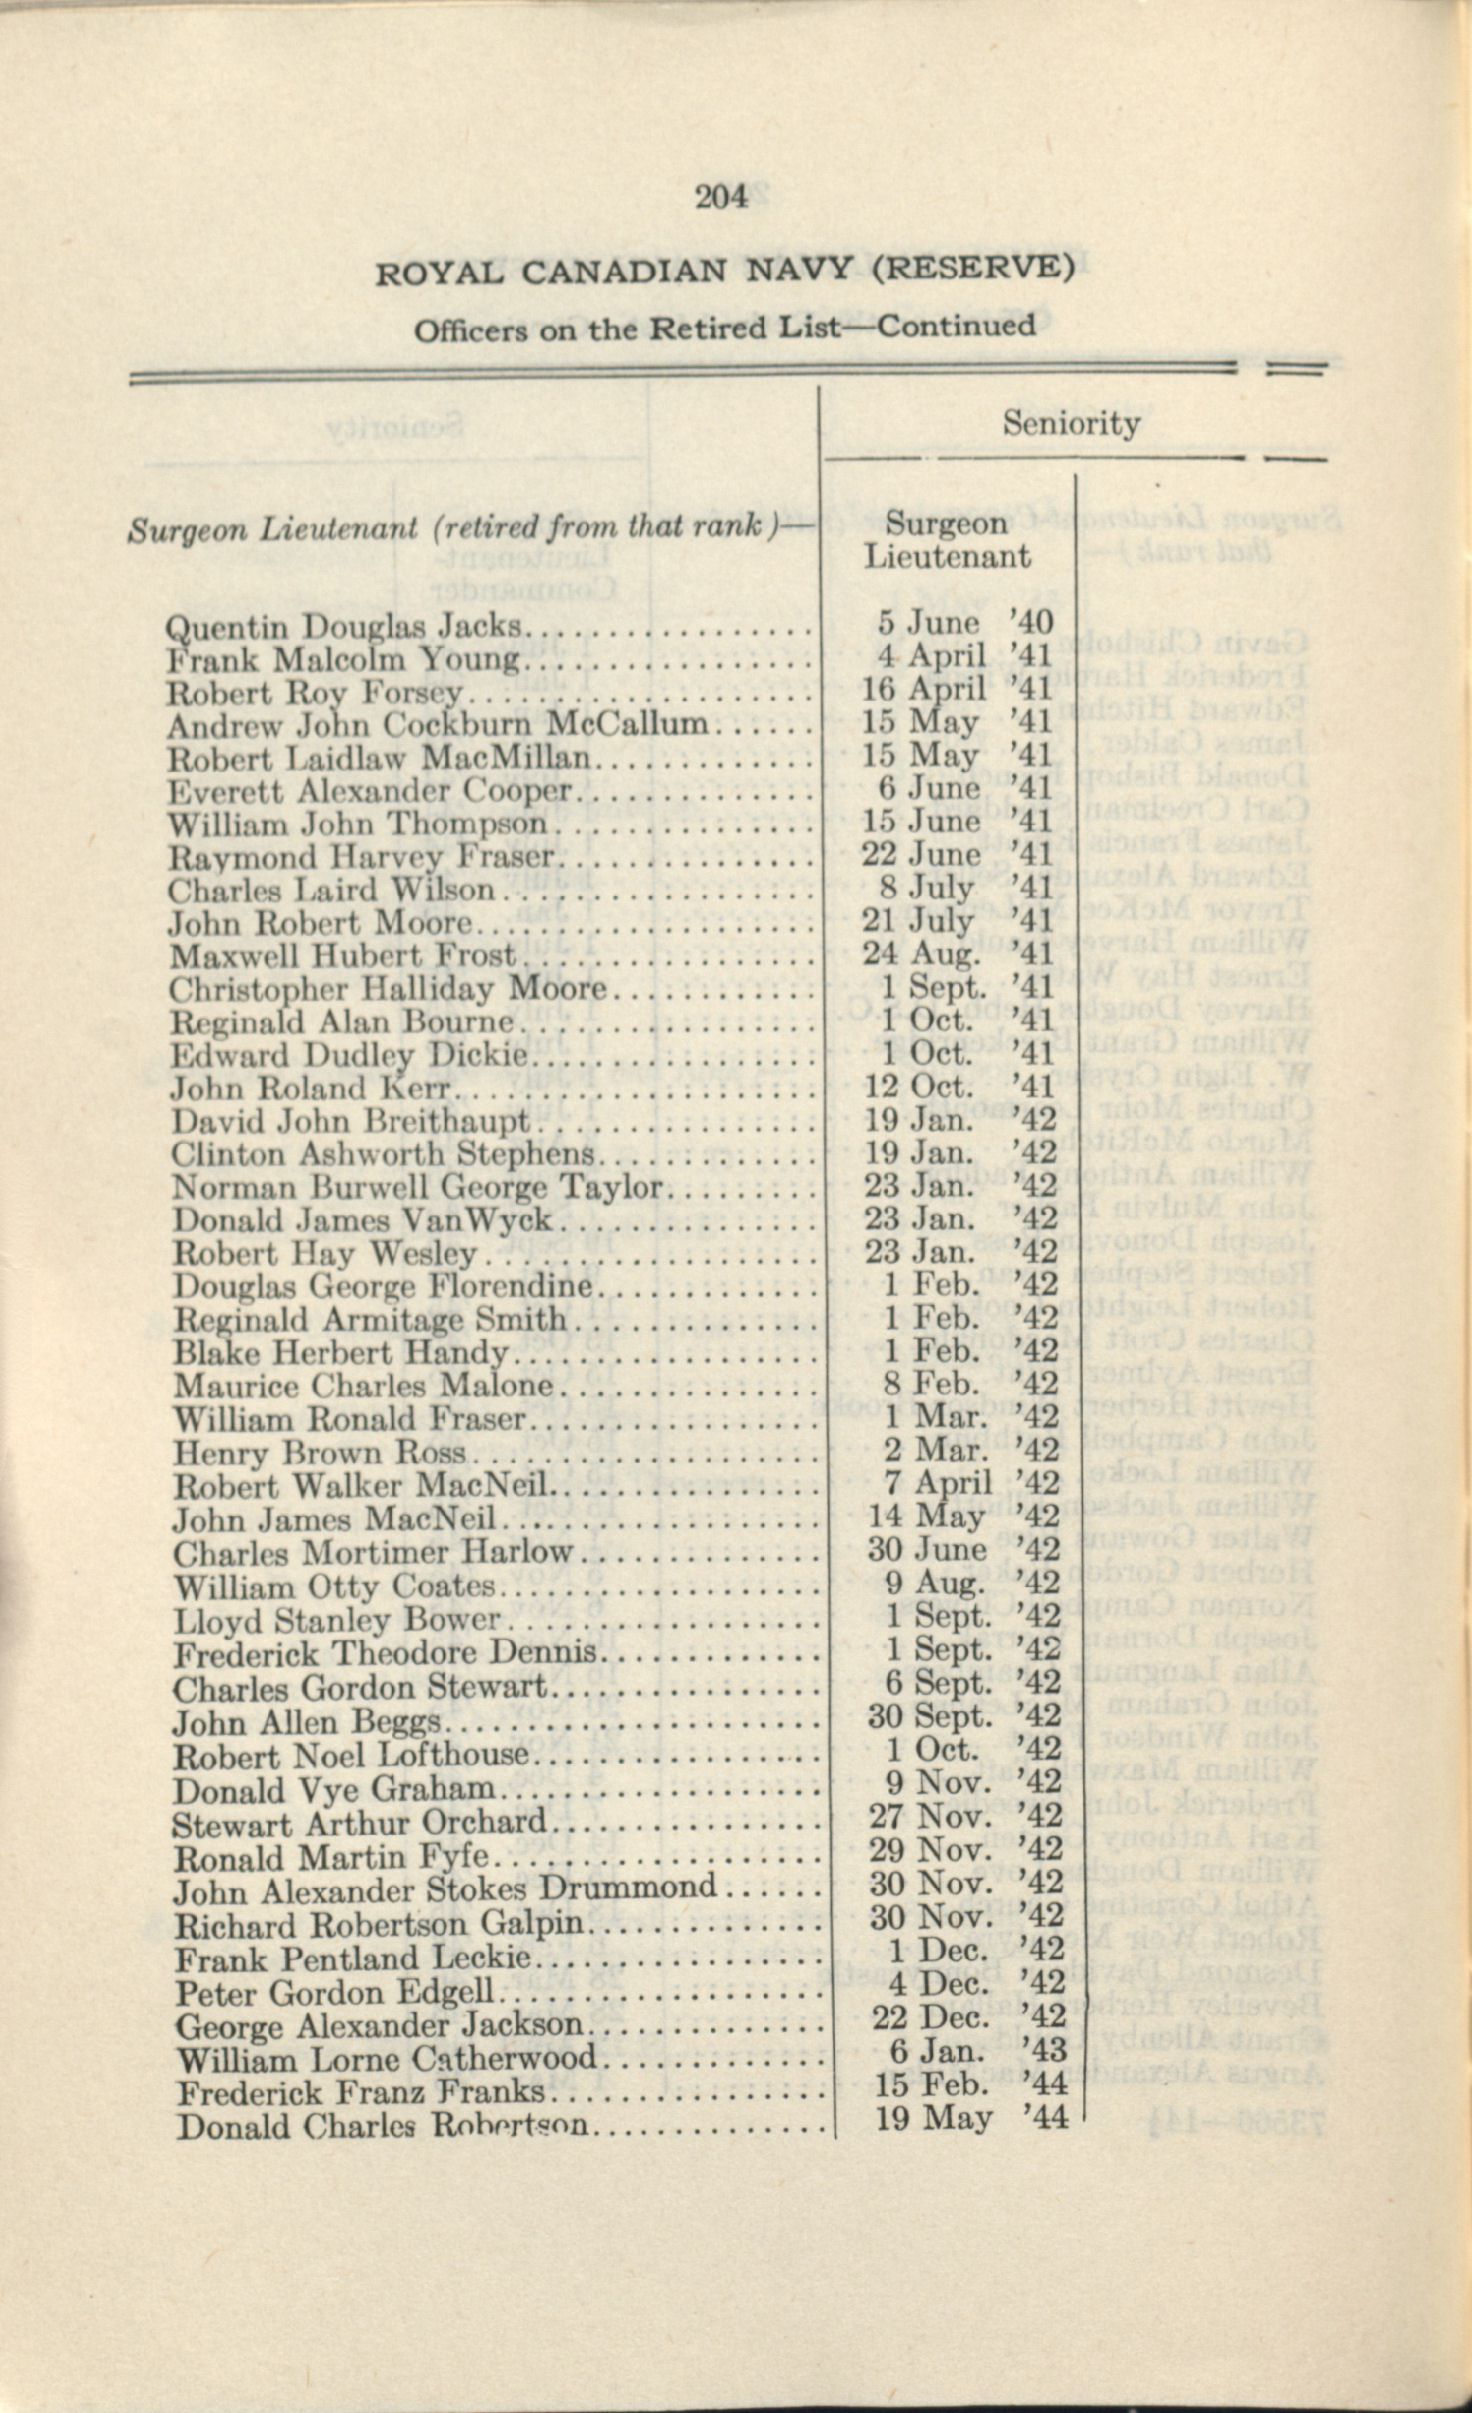 204
ROYAL CANADIAN NAVY (RESERVE)
Officers on the Retired List—Continued
Seniority
Surgeon Lieutenant (retired from that rank)—
Surgeon
Lieutenant
Quentin Douglas Jacks.................. 5 June '40
Frank Malcolm Young.................. 4 April '41
Robert Roy Forsey..................... 16 April '41
Andrew John Cockburn McCallum...... 15 May '41
Robert Laidlaw MacMillan............. 15 May '41
Everett Alexander Cooper.............. 6 June '41
William John Thompson................ 15 June '41
Raymond Harvey Fraser................ 22 June '41
Charles Laird Wilson................... 8 July '41
John Robert Moore..................... 21 July '41
Maxwell Hubert Frost.................. 24 Aug. '41
Christopher Halliday Moore............ 1 Sept. '41
Reginald Alan Bourne.................. 1 Oct. '41
Edward Dudley Dickie................. 1 Oct. '41
John Roland Kerr...................... 12 Oct. '41
David John Breithaupt................. 19 Jan. '42
Clinton Ashworth Stephens............. 19 Jan. '42
Norman Burwell George Taylor......... 23 Jan. '42
Donald James VanWyck................ 23 Jan. '42
Robert Hay Wesley.................... 23 Jan. '42
Douglas George Florendine............. 1 Feb. '42
Reginald Armitage Smith............... 1 Feb. '42
Blake Herbert Handy................... 1 Feb. '42
Maurice Charles Malone................ 8 Feb. '42
William Ronald Fraser.................. 1 Mar. '42
Henry Brown Ross..................... 2 Mar. '42
Robert Walker MacNeil................ 7 April '42
John James MacNeil.................... 14 May '42
Charles Mortimer Harlow............... 30 June '42
William Otty Coates.................... 9 Aug. '42
Lloyd Stanley Bower................... 1 Sept. '42
Frederick Theodore Dennis............. 1 Sept. '42
Charles Gordon Stewart................ 6 Sept. '42
John Allen Beggs....................... 30 Sept. '42
Robert Noel Lofthouse.................. 1 Oct. '42
Donald Vye Graham.................... 9 Nov. '42
Stewart Arthur Orchard................ 27 Nov. '42
Ronald Martin Fyfe.................... 29 Nov. '42
John Alexander Stokes Drummond...... 30 Nov. '42
Richard Robertson Galpin.............. 30 Nov. '42
Frank Pentland Leckie.................. 1 Dec. '42
Peter Gordon Edgell.................... 4 Dec. '42
George Alexander Jackson.............. 22 Dec. '42
William Lorne Catherwood............. 6 Jan. '43
Frederick Franz Franks................. 15 Feb. '44
Donald Charles Robertson.............. 19 May '44